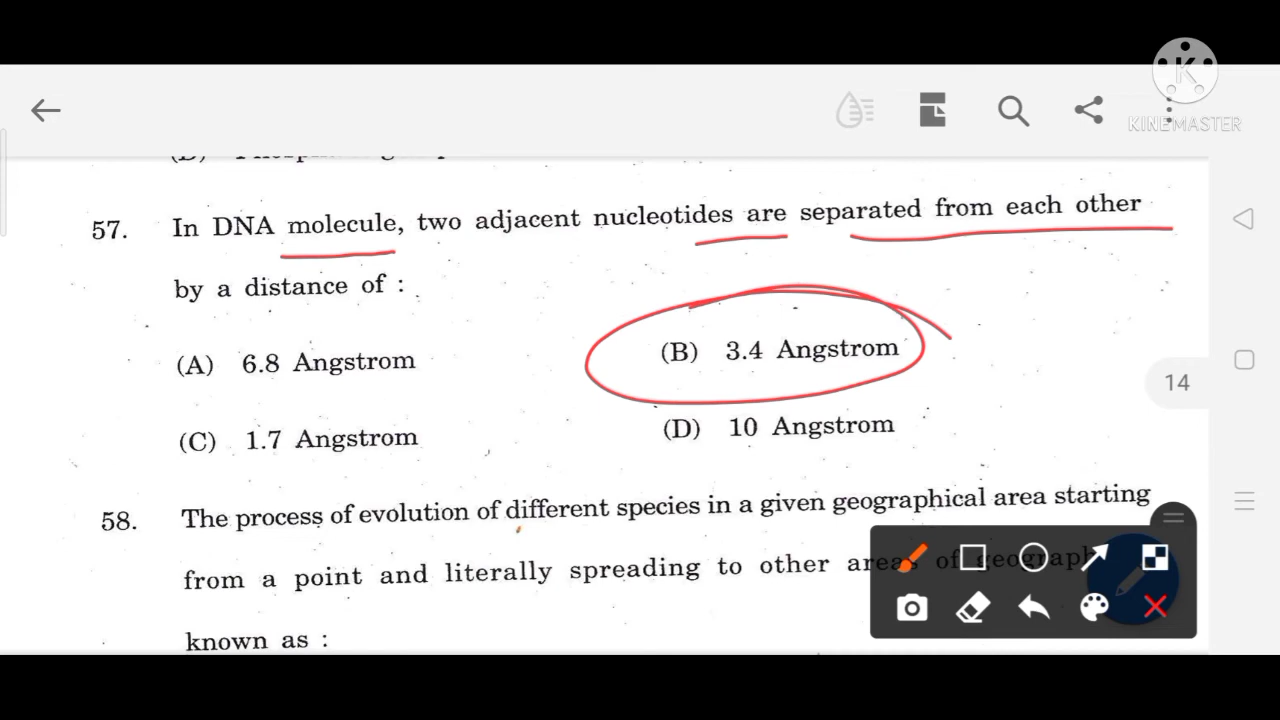 KINEMASTER
57. In DNA molecule, two adjacent nucleotides are separated from each other
by a distance of :
14
(A) 6.8 Angstrom (B) 3.4 Angstrom
(C) 1.7 Angstrom (D) 10 Angstrom
58. The process of evolution of different species in a given geographical area starting
from a point and literally spreading to other areas of
known as :